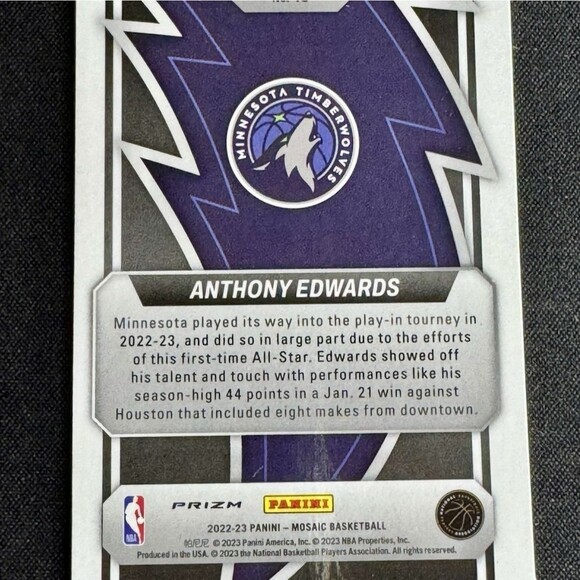 MINNESOTA TIMBERWOLVES
ANTHONY EDWARDS
Minnesota played its way into the play-in tourney in
2022-23, and did so in large part due to the efforts
of this first-time All-Star. Edwards showed off
his talent and touch with performances like his
season-high 44 points in a Jan. 21 win against
Houston that included eight makes from downtown.
NBA
PRIZM
PANINI
2022-23 PANINI – MOSAIC BASKETBALL
帕尼尼 © 2023 Panini America, Inc. © 2023 NBA Properties, Inc.
Produced in the USA. © 2023 the National Basketball Players Association. All rights reserved.